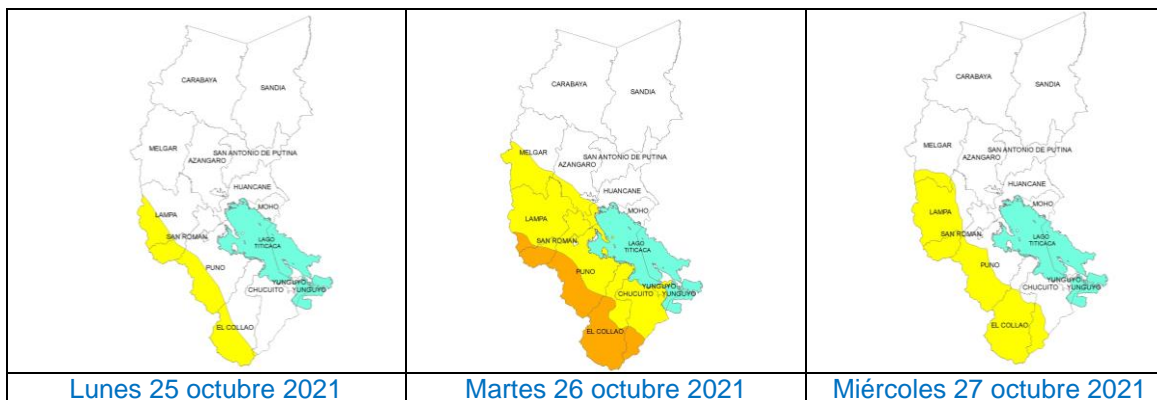 CARABAYA
SANDIA
MELGAR
SAN ANTONIO DE PUTINA
AZANGARO
HUANCANE
MOHO
LAMPA
SAN ROMAN
LAGO
TITICACA
PUNO
YUNGUYO
YUNGUYO
CHUCUITO
EL COLLAO
Lunes 25 octubre 2021
CARABAYA
SANDIA
MELGAR
SAN ANTONIO DE PUTINA
AZANGARO
HUANCANE
MOHO
LAMPA
SAN ROMAN
LAGO
TITICACA
PUNO
YUNGUYO
YUNGUYO
CHUCUITO
EL COLLAO
Martes 26 octubre 2021
CARABAYA
SANDIA
MELGAR
SAN ANTONIO DE PUTINA
AZANGARO
HUANCANE
MOHO
LAMPA
SAN ROMAN
LAGO
TITICACA
PUNO
YUNGUYO
YUNGUYO
CHUCUITO
EL COLLAO
Miércoles 27 octubre 2021